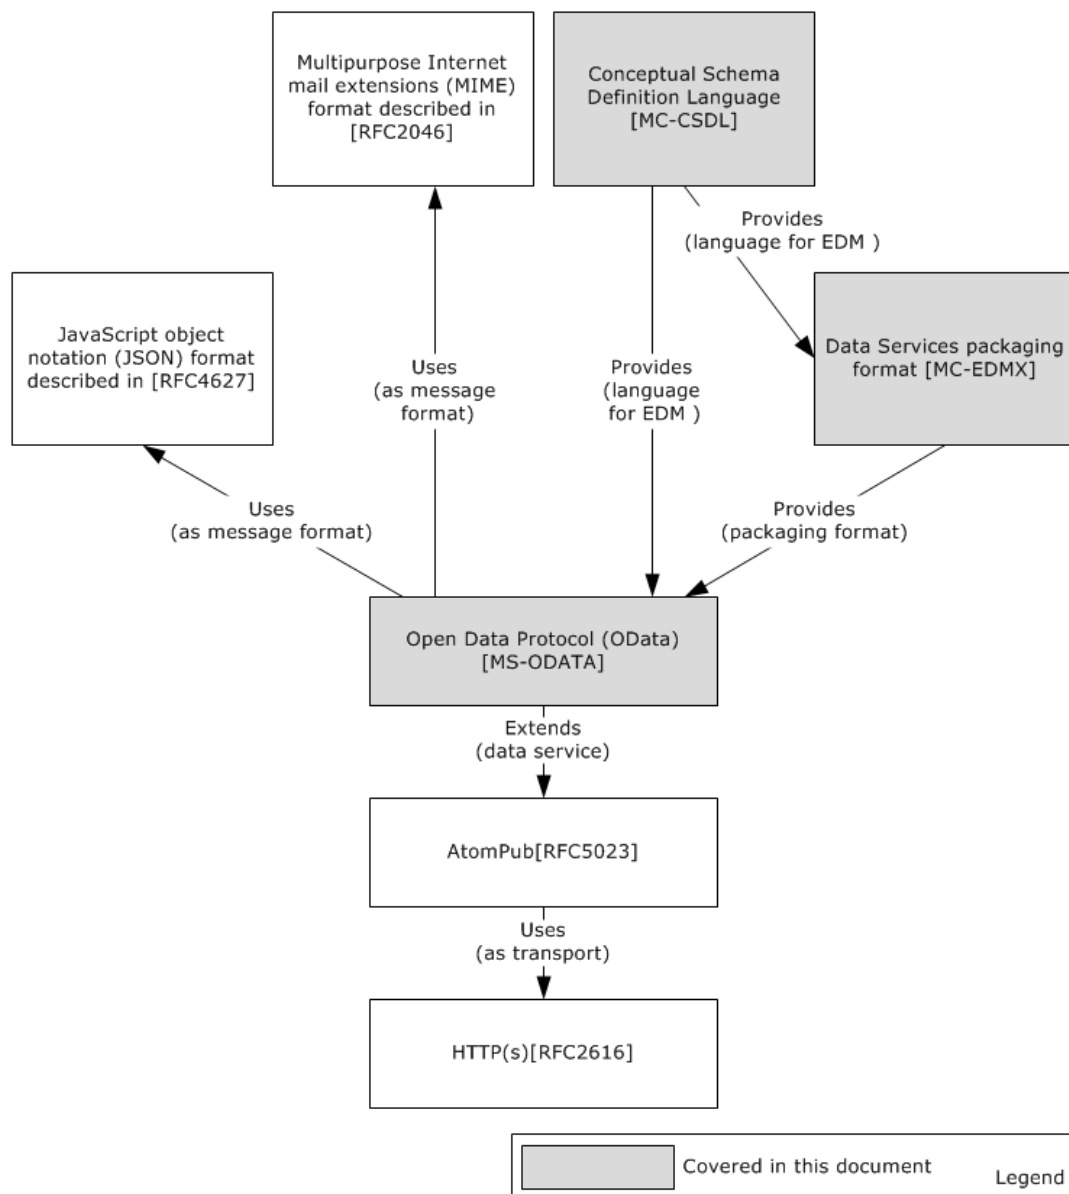 Multipurpose Internet
mail extensions (MIME)
format described in
[RFC2046]
Conceptual Schema
Definition Language
[MC-CSDL]
Provides
(language for EDM )
JavaScript object
notation (JSON) format
described in [RFC4627]
Data Services packaging
format [MC-EDMX]
Uses
(as message
format)
Provides
(language
for EDM )
Uses
(as message format)
Provides
(packaging format)
Open Data Protocol (OData)
[MS-ODATA]
Extends
(data service)
AtomPub[RFC5023]
Uses
(as transport)
HTTP(s)[RFC2616]
Covered in this document
Legend